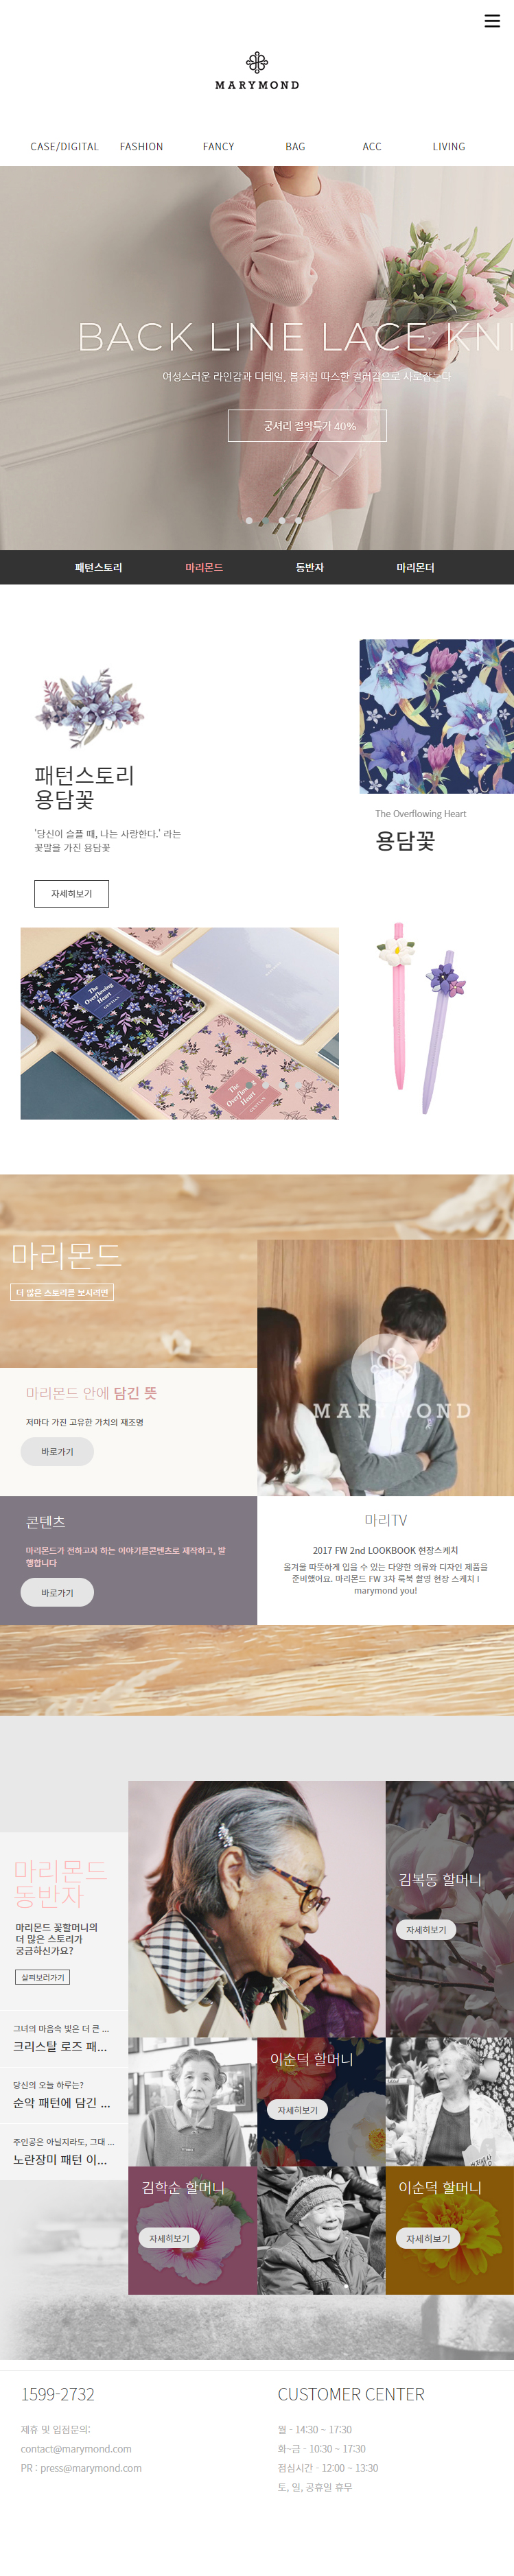 MARYMOND
CASE/DIGITAL FASHION FANCY BAG ACC LIVING
BACK LINE LACE KNI
여성스러운 라인감과 디테일, 봄처럼 따스한 컬러감으로 사로잡는다
궁셔리 절약특가 40%
패턴스토리 마리몬드 동반자 마리몬더
패턴스토리
용담꽃
'당신이 슬플 때, 나는 사랑한다.' 라는
꽃말을 가진 용담꽃
자세히보기
The Overflowing Heart
용담꽃
The
Overflowing
Heart
The
Overflowing
Heart
마리몬드
더 많은 스토리를 보시려면
마리몬드 안에 담긴 뜻
저마다 가진 고유한 가치의 재조명
바로가기
MARYMOND
콘텐츠
마리몬드가 전하고자 하는 이야기를콘텐츠로 제작하고, 발
행합니다
바로가기
마리TV
2017 FW 2nd LOOKBOOK 현장스케치
올겨울 따뜻하게 입을 수 있는 다양한 의류와 디자인 제품을
준비했어요. 마리몬드 FW 3차 룩북 촬영 현장 스케치 I
marymond you!
마리몬드
동반자
마리몬드 꽃할머니의
더 많은 스토리가
궁금하신가요?
살펴보러가기
그녀의 마음속 빛은 더 큰 ...
크리스탈 로즈 패...
당신의 오늘 하루는?
순악 패턴에 담긴 ...
주인공은 아닐지라도, 그대 ...
노란장미 패턴 이...
김복동 할머니
자세히보기
이순덕 할머니
자세히보기
김학순 할머니
자세히보기
이순덕 할머니
자세히보기
1599-2732
제휴 및 입점문의:
contact@marymond.com
PR : press@marymond.com
CUSTOMER CENTER
월 - 14:30 ~ 17:30
화~금 - 10:30 ~ 17:30
점심시간 - 12:00 ~ 13:30
토, 일, 공휴일 휴무